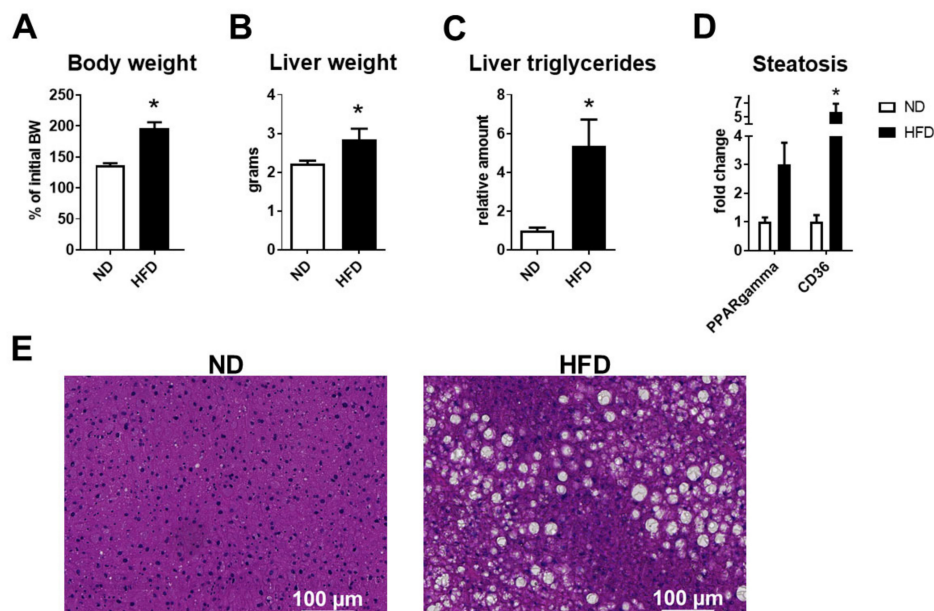 A
Body weight
% of initial BW
250
200
150
100
50
0
*
ND
HFD
B
Liver weight
grams
4
3
2
1
0
*
ND
HFD
C
Liver triglycerides
relative amount
8
6
4
2
0
*
ND
HFD
D
Steatosis
fold change
7
5
4
3
2
1
0
*
PPARgamma
CD36
ND
HFD
E
ND
HFD
100 µm
100 µm